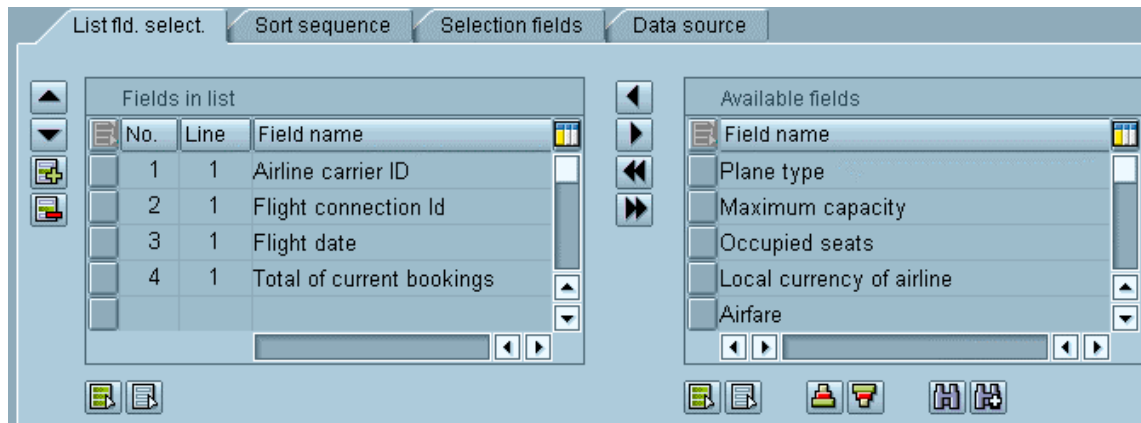 List fld. select. Sort sequence Selection fields Data source
Fields in list
No. Line Field name
1 1 Airline carrier ID
2 1 Flight connection Id
3 1 Flight date
4 1 Total of current bookings
Available fields
Field name
Plane type
Maximum capacity
Occupied seats
Local currency of airline
Airfare